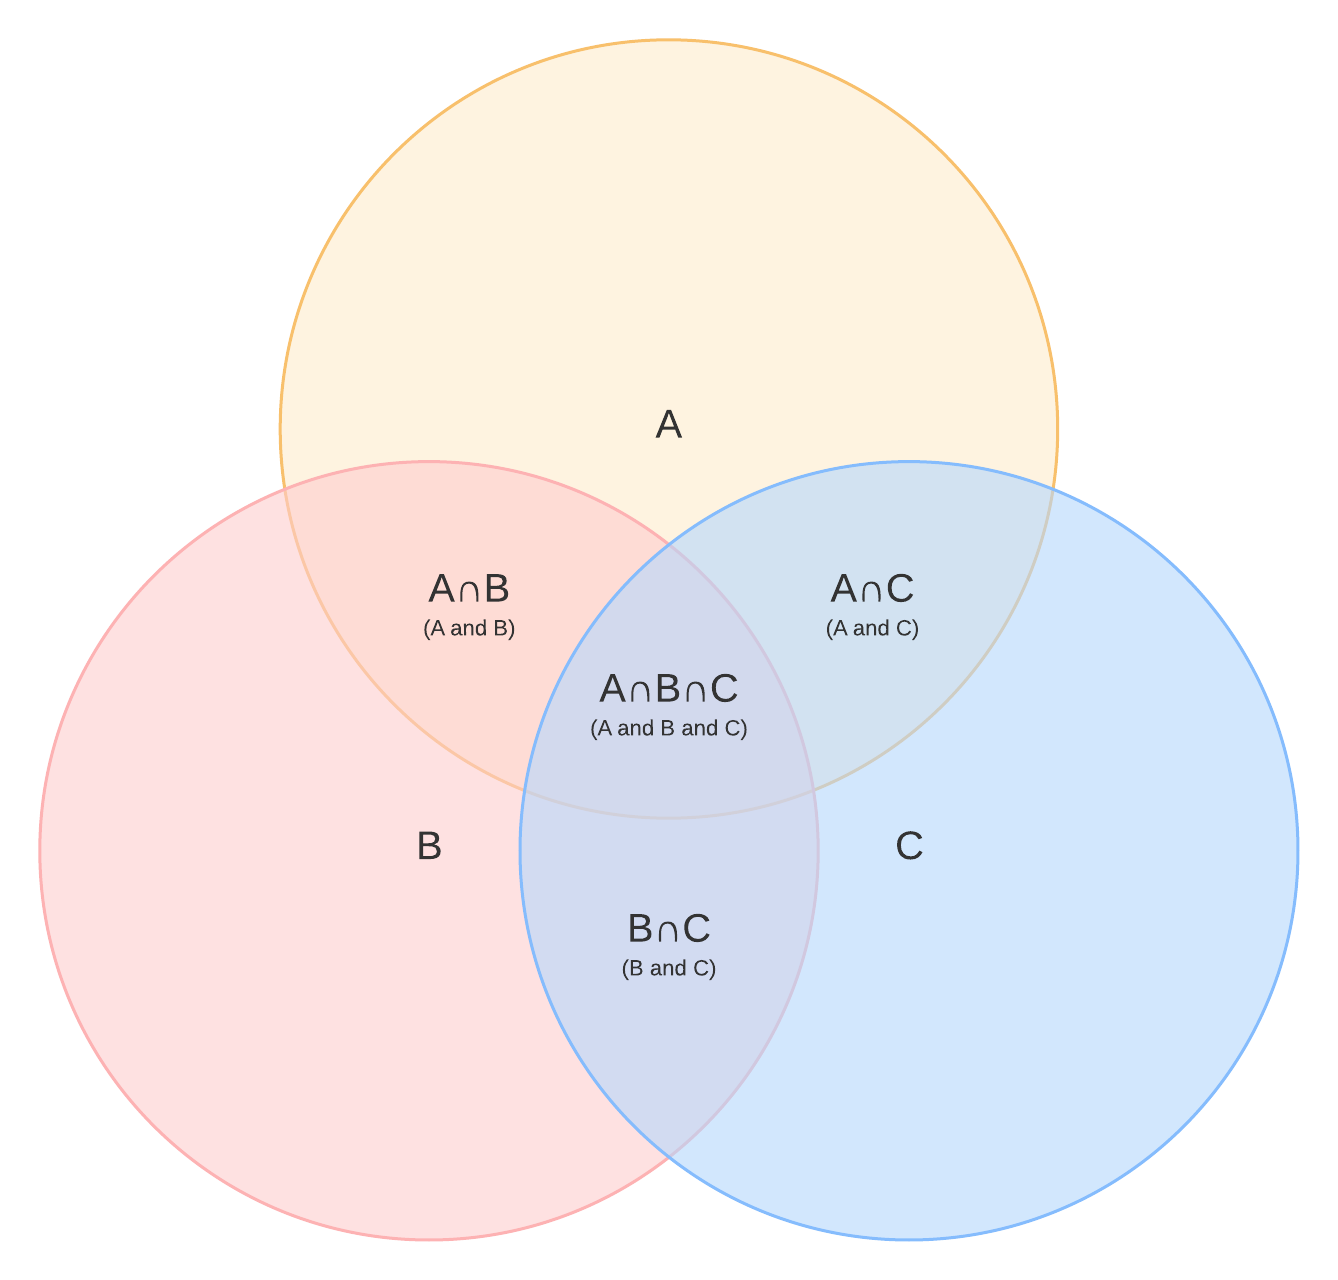 A
A∩B
(A and B)
A∩C
(A and C)
A∩B∩C
(A and B and C)
B
C
B∩C
(B and C)